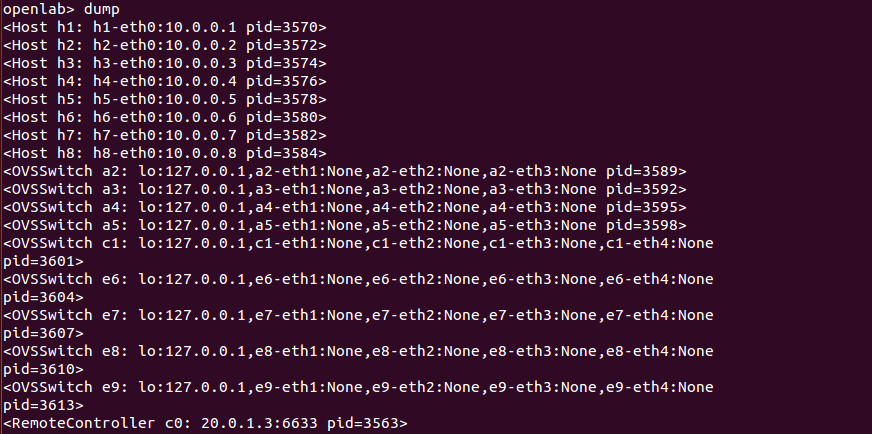 openlab> dump
<Host h1: h1-eth0:10.0.0.1 pid=3570>
<Host h2: h2-eth0:10.0.0.2 pid=3572>
<Host h3: h3-eth0:10.0.0.3 pid=3574>
<Host h4: h4-eth0:10.0.0.4 pid=3576>
<Host h5: h5-eth0:10.0.0.5 pid=3578>
<Host h6: h6-eth0:10.0.0.6 pid=3580>
<Host h7: h7-eth0:10.0.0.7 pid=3582>
<Host h8: h8-eth0:10.0.0.8 pid=3584>
<OVSSwitch a2: lo:127.0.0.1,a2-eth1:None,a2-eth2:None,a2-eth3:None pid=3589>
<OVSSwitch a3: lo:127.0.0.1,a3-eth1:None,a3-eth2:None,a3-eth3:None pid=3592>
<OVSSwitch a4: lo:127.0.0.1,a4-eth1:None,a4-eth2:None,a4-eth3:None pid=3595>
<OVSSwitch a5: lo:127.0.0.1,a5-eth1:None,a5-eth2:None,a5-eth3:None pid=3598>
<OVSSwitch c1: lo:127.0.0.1,c1-eth1:None,c1-eth2:None,c1-eth3:None,c1-eth4:None
pid=3601>
<OVSSwitch e6: lo:127.0.0.1,e6-eth1:None,e6-eth2:None,e6-eth3:None,e6-eth4:None
pid=3604>
<OVSSwitch e7: lo:127.0.0.1,e7-eth1:None,e7-eth2:None,e7-eth3:None,e7-eth4:None
pid=3607>
<OVSSwitch e8: lo:127.0.0.1,e8-eth1:None,e8-eth2:None,e8-eth3:None,e8-eth4:None
pid=3610>
<OVSSwitch e9: lo:127.0.0.1,e9-eth1:None,e9-eth2:None,e9-eth3:None,e9-eth4:None
pid=3613>
<RemoteController c0: 20.0.1.3:6633 pid=3563>